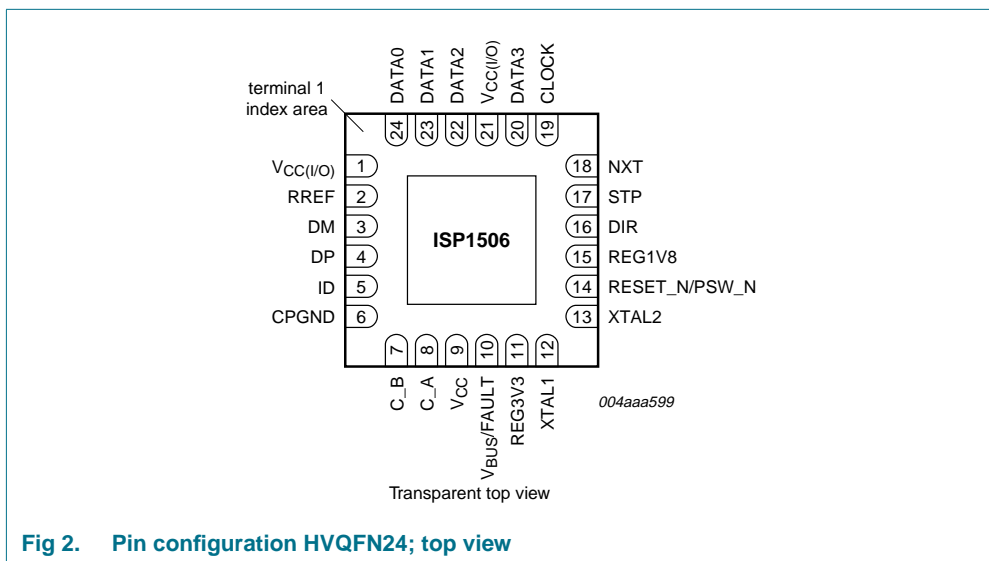 DATA0
DATA1
DATA2
VCC(I/O)
DATA3
CLOCK
terminal 1
index area
24
23
22
21
20
19
VCC(I/O) 1
18 NXT
RREF 2
17 STP
DM 3
16 DIR
ISP1506
DP 4
15 REG1V8
ID 5
14 RESET_N/PSW_N
CPGND 6
13 XTAL2
7
8
9
10
11
12
C_B
C_A
VCC
VBUS/FAULT
REG3V3
XTAL1
004aaa599
Transparent top view
Fig 2. Pin configuration HVQFN24; top view